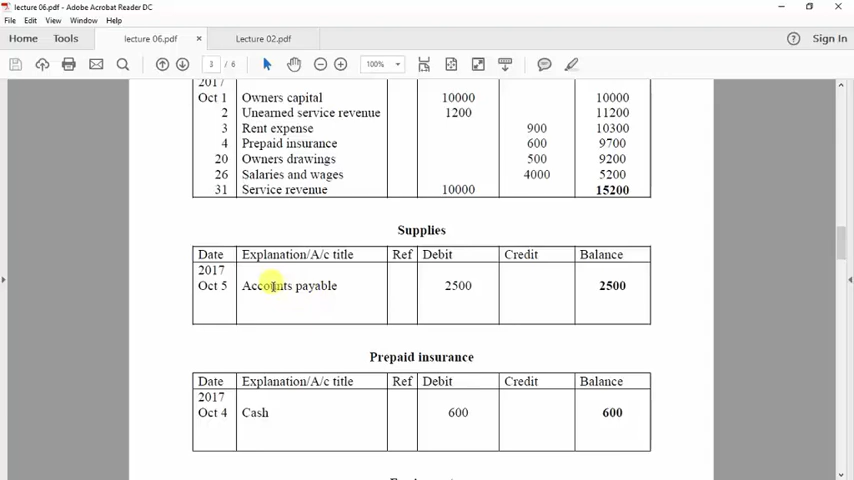 lecture 06.pdf - Adobe Acrobat Reader DC
File Edit View Window Help
Home Tools lecture 06.pdf × Lecture 02.pdf Sign In
3 / 6 100%
2017
Oct 1 Owners capital 10000 10000
2 Unearned service revenue 1200 11200
3 Rent expense 900 10300
4 Prepaid insurance 600 9700
20 Owners drawings 500 9200
26 Salaries and wages 4000 5200
31 Service revenue 10000 15200
Supplies
Date Explanation/A/c title Ref Debit Credit Balance
2017
Oct 5 Accounts payable 2500 2500
Prepaid insurance
Date Explanation/A/c title Ref Debit Credit Balance
2017
Oct 4 Cash 600 600